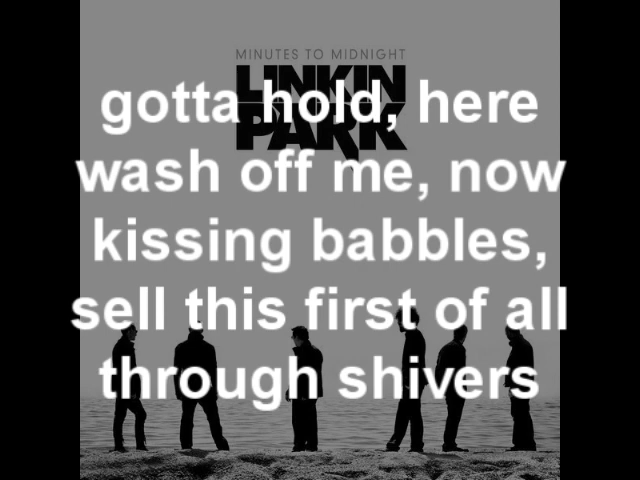 MINUTES TO MIDNIGHT
LINKIN
PARK
gotta hold, here
wash off me, now
kissing babbles,
sell this first of all
through shivers